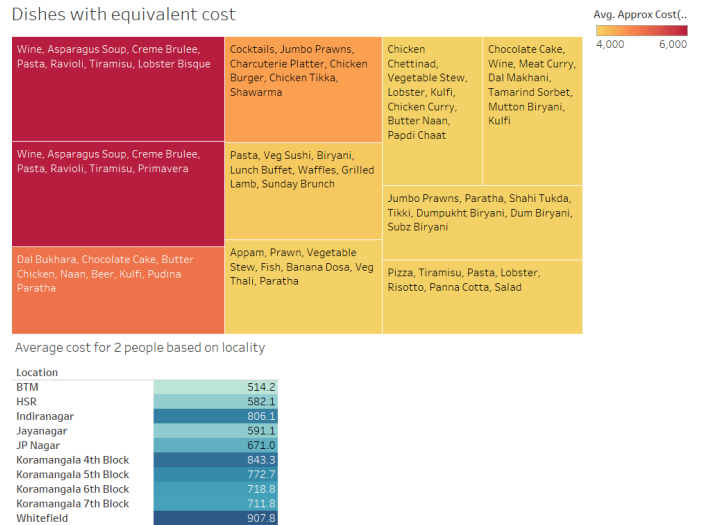 Dishes with equivalent cost
Avg. Approx Cost(..
4,000 6,000
Wine, Asparagus Soup, Creme Brulee,
Pasta, Ravioli, Tiramisu, Lobster Bisque
Wine, Asparagus Soup, Creme Brulee,
Pasta, Ravioli, Tiramisu, Primavera
Dal Bukhara, Chocolate Cake, Butter
Chicken, Naan, Beer, Kulfi, Pudina
Paratha
Cocktails, Jumbo Prawns,
Charcuterie Platter, Chicken
Burger, Chicken Tikka,
Shawarma
Pasta, Veg Sushi, Biryani,
Lunch Buffet, Waffles, Grilled
Lamb, Sunday Brunch
Appam, Prawn, Vegetable
Stew, Fish, Banana Dosa, Veg
Thali, Paratha
Chicken
Chettinad,
Vegetable Stew,
Lobster, Kulfi,
Chicken Curry,
Butter Naan,
Papdi Chaat
Chocolate Cake,
Wine, Meat Curry,
Dal Makhani,
Tamarind Sorbet,
Mutton Biryani,
Kulfi
Jumbo Prawns, Paratha, Shahi Tukda,
Tikki, Dumpukht Biryani, Dum Biryani,
Subz Biryani
Pizza, Tiramisu, Pasta, Lobster,
Risotto, Panna Cotta, Salad
Average cost for 2 people based on locality
Location
BTM 514.2
HSR 582.1
Indiranagar 806.1
Jayanagar 591.1
JP Nagar 671.0
Koramangala 4th Block 843.3
Koramangala 5th Block 772.7
Koramangala 6th Block 718.8
Koramangala 7th Block 711.8
Whitefield 907.8